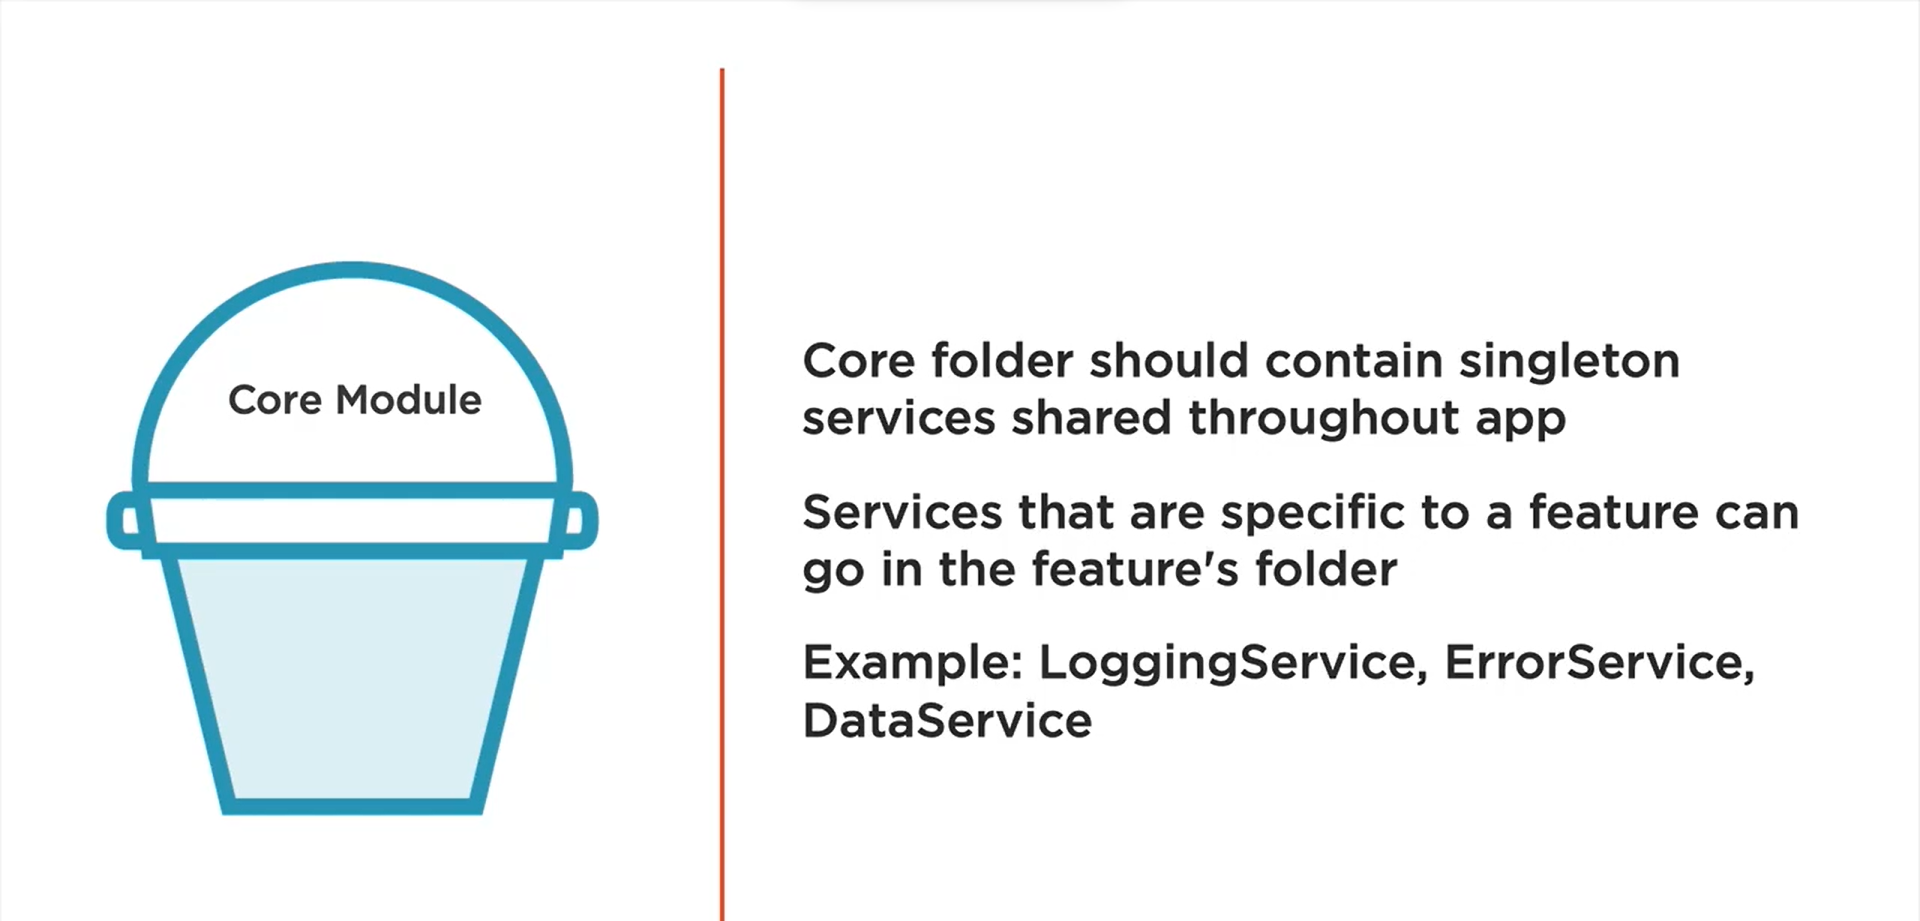 Core Module
Core folder should contain singleton
services shared throughout app
Services that are specific to a feature can
go in the feature's folder
Example: LoggingService, ErrorService,
DataService